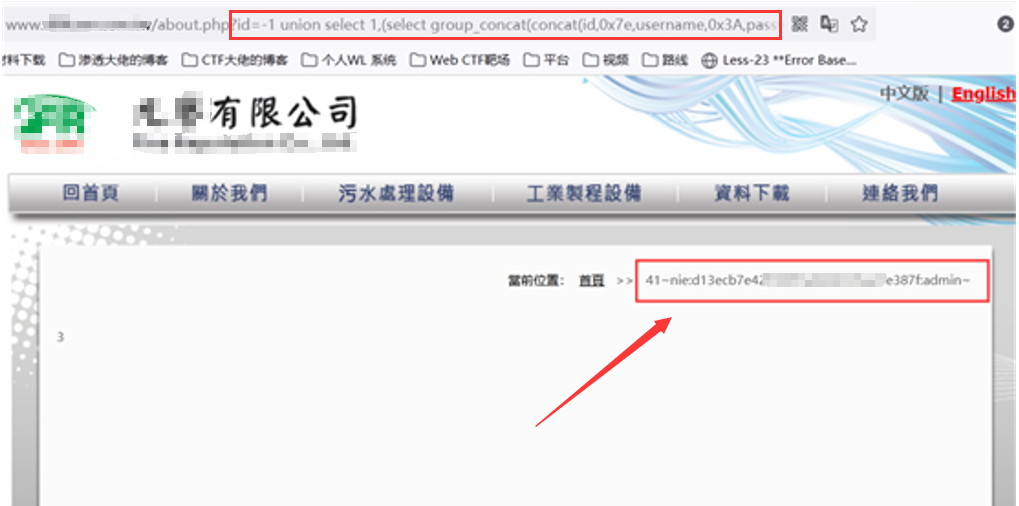 www. /about.php?id=-1 union select 1,(select group_concat(concat(id,0x7e,username,0x3A,pass
2
料下载 渗透大佬的博客 CTF大佬的博客 个人WL 系统 Web CTF靶场 平台 视频 路线 Less-23 **Error Base...
中文版 | English
有限公司
回首頁 關於我們 污水處理設備 工業製程設備 資料下載 連絡我們
當前位置: 首頁 >> 41~nie:d13ecb7e42 e387f:admin~
3